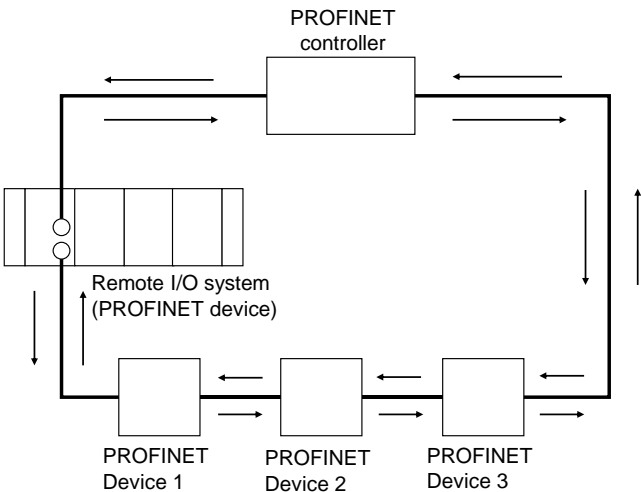 PROFINET
controller
Remote I/O system
(PROFINET device)
PROFINET
Device 1
PROFINET
Device 2
PROFINET
Device 3